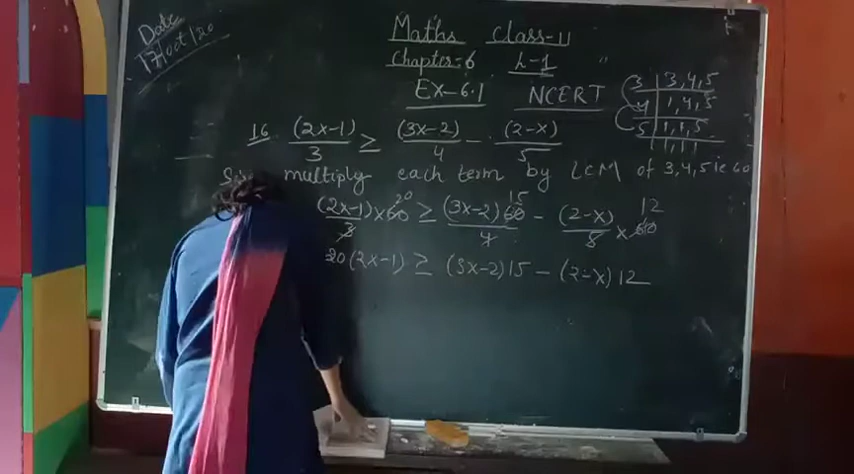 Date
17/oct/20
Maths Class-11
Chapter-6 L-1
Ex-6.1 NCERT
3 | 3,4,5
4 | 1,4,5
5 | 1,1,5
1,1,1
16 (2x-1)/3 ≥ (3x-2)/4 - (2-x)/5
multiply each term by LCM of 3,4,5 ie 60
(2x-1)/3 × 60 20 ≥ (3x-2)/4 60 15 - (2-x)/5 × 60 12
20(2x-1) ≥ (3x-2)15 - (2-x)12